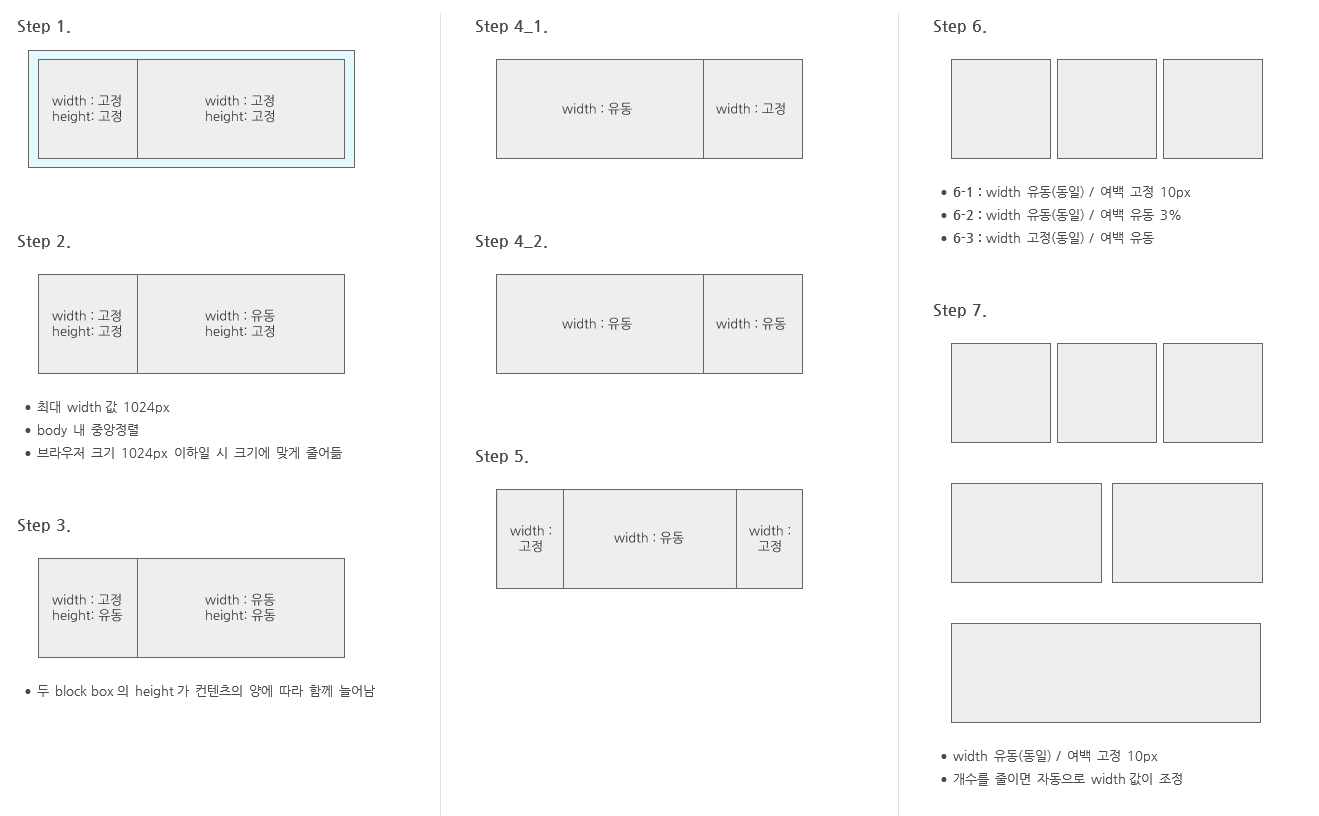 Step 1.
width : 고정
height: 고정
width : 고정
height: 고정
Step 2.
width : 고정
height: 고정
width : 유동
height: 고정
• 최대 width 값 1024px
• body 내 중앙정렬
• 브라우저 크기 1024px 이하일 시 크기에 맞게 줄어듦
Step 3.
width : 고정
height: 유동
width : 유동
height: 유동
• 두 block box 의 height 가 컨텐츠의 양에 따라 함께 늘어남
Step 4_1.
width : 유동
width : 고정
Step 4_2.
width : 유동
width : 유동
Step 5.
width :
고정
width : 유동
width :
고정
Step 6.
• 6-1 : width 유동(동일) / 여백 고정 10px
• 6-2 : width 유동(동일) / 여백 유동 3%
• 6-3 : width 고정(동일) / 여백 유동
Step 7.
• width 유동(동일) / 여백 고정 10px
• 개수를 줄이면 자동으로 width 값이 조정